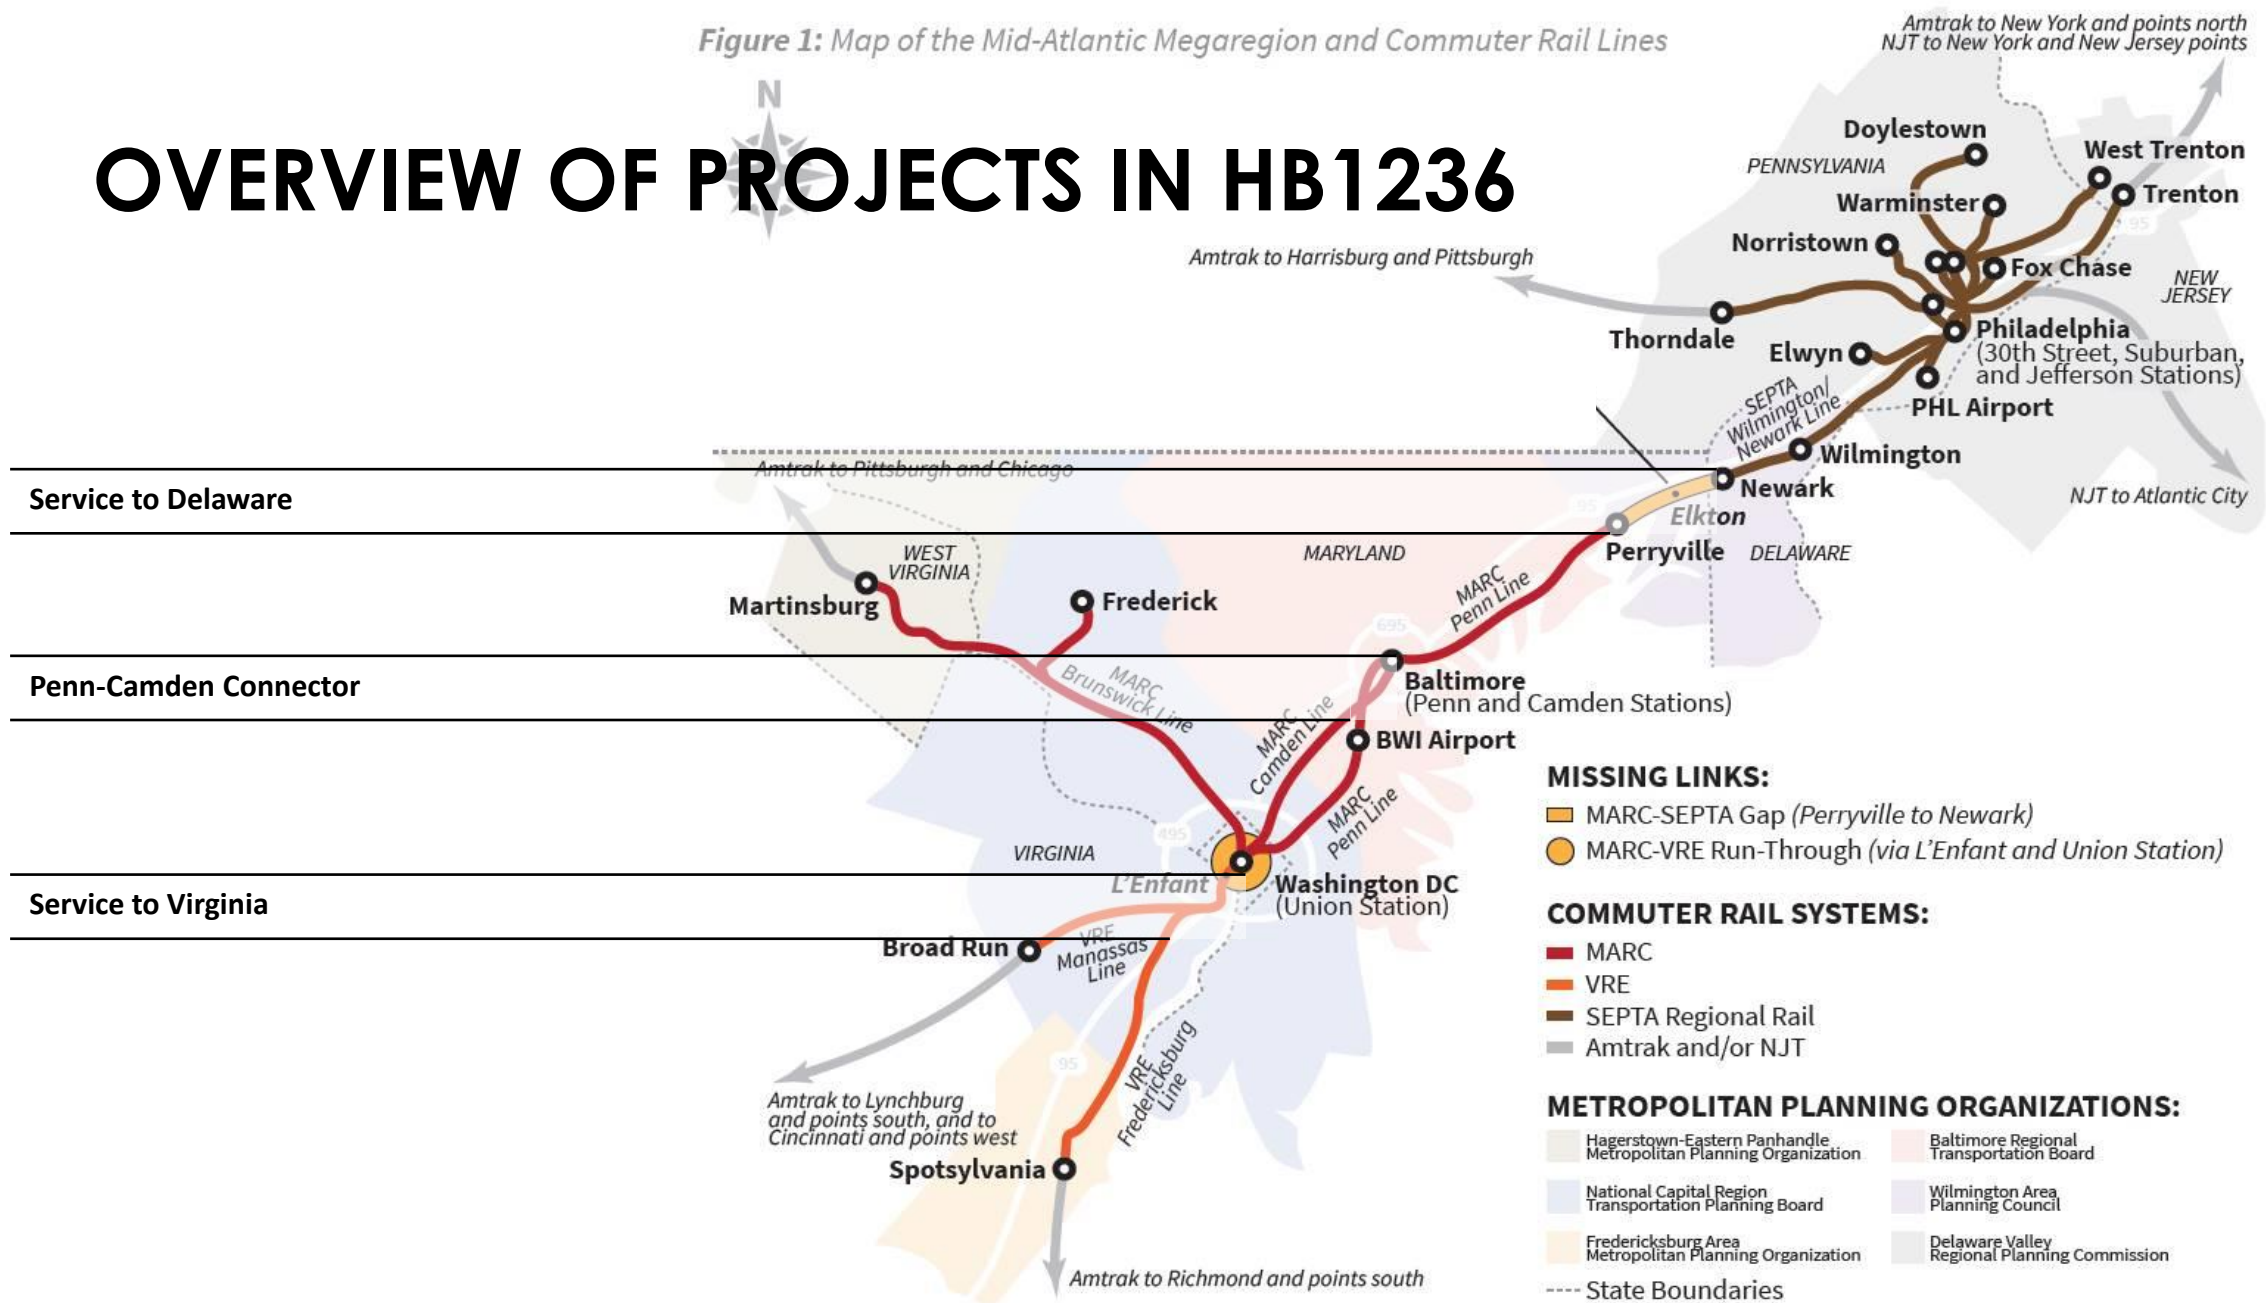 Figure 1: Map of the Mid-Atlantic Megaregion and Commuter Rail Lines
N
OVERVIEW OF PROJECTS IN HB1236
Amtrak to New York and points north
NJT to New York and New Jersey points
Doylestown
PENNSYLVANIA
West Trenton
Warminster
Trenton
95
Norristown
Fox Chase
Amtrak to Harrisburg and Pittsburgh
NEW
JERSEY
Thorndale
Philadelphia
(30th Street, Suburban,
and Jefferson Stations)
Elwyn
PHL Airport
SEPTA
Wilmington/
Newark Line
Wilmington
Newark
NJT to Atlantic City
Amtrak to Pittsburgh and Chicago
Service to Delaware
95
Elkton
Perryville
DELAWARE
WEST
VIRGINIA
MARYLAND
Martinsburg
Frederick
MARC
Penn Line
695
Penn-Camden Connector
MARC
Brunswick Line
Baltimore
(Penn and Camden Stations)
MARC
Camden Line
BWI Airport
MARC
Penn Line
495
VIRGINIA
L'Enfant
Washington DC
(Union Station)
Service to Virginia
Broad Run
VRE
Manassas
Line
95
VRE
Fredericksburg
Line
Amtrak to Lynchburg
and points south, and to
Cincinnati and points west
Spotsylvania
Amtrak to Richmond and points south
MISSING LINKS:
MARC-SEPTA Gap (Perryville to Newark)
MARC-VRE Run-Through (via L'Enfant and Union Station)
COMMUTER RAIL SYSTEMS:
MARC
VRE
SEPTA Regional Rail
Amtrak and/or NJT
METROPOLITAN PLANNING ORGANIZATIONS:
Hagerstown-Eastern Panhandle
Metropolitan Planning Organization
Baltimore Regional
Transportation Board
National Capital Region
Transportation Planning Board
Wilmington Area
Planning Council
Fredericksburg Area
Metropolitan Planning Organization
Delaware Valley
Regional Planning Commission
State Boundaries